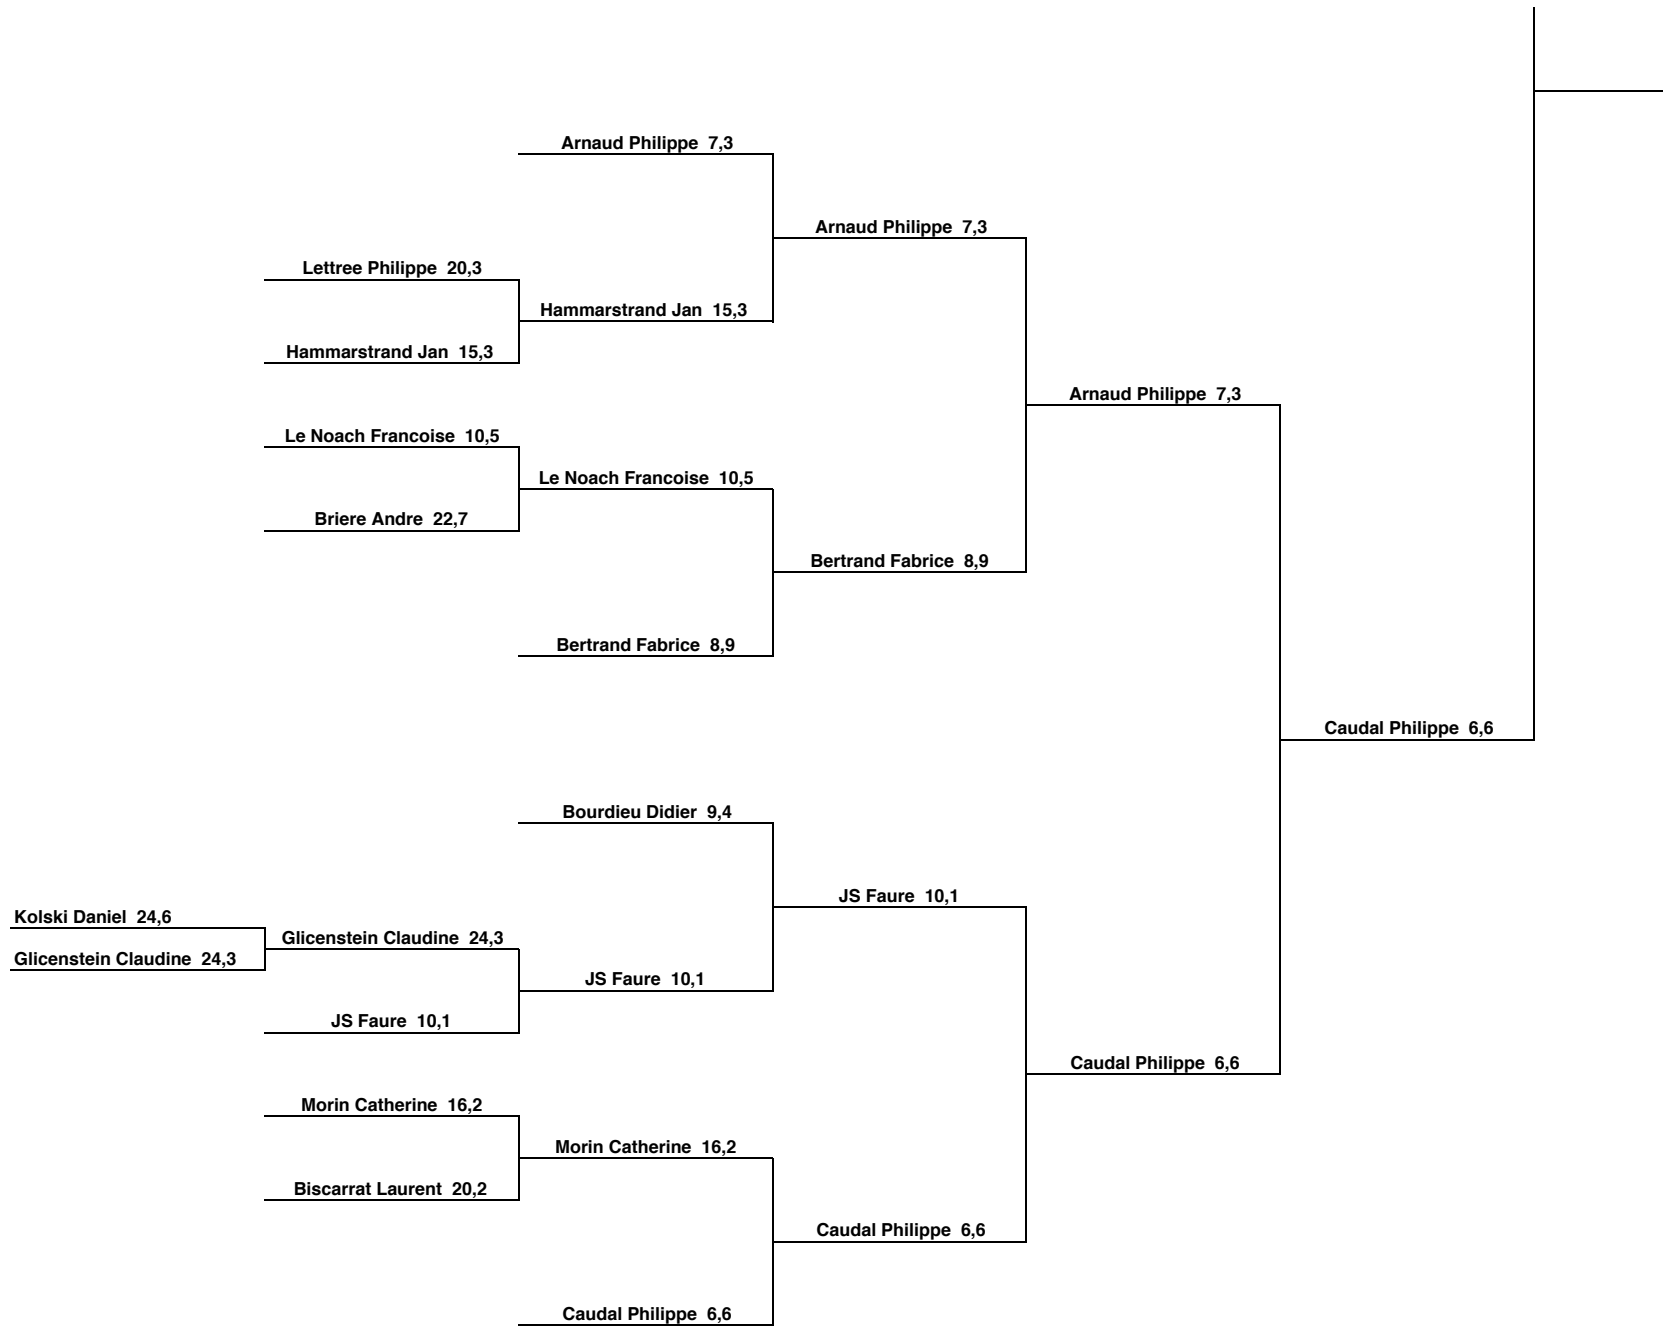 Arnaud Philippe 7,3
Arnaud Philippe 7,3
Lettree Philippe 20,3
Hammarstrand Jan 15,3
Hammarstrand Jan 15,3
Arnaud Philippe 7,3
Le Noach Francoise 10,5
Le Noach Francoise 10,5
Briere Andre 22,7
Bertrand Fabrice 8,9
Bertrand Fabrice 8,9
Caudal Philippe 6,6
Bourdieu Didier 9,4
JS Faure 10,1
Kolski Daniel 24,6
Glicenstein Claudine 24,3
Glicenstein Claudine 24,3
JS Faure 10,1
JS Faure 10,1
Caudal Philippe 6,6
Morin Catherine 16,2
Morin Catherine 16,2
Biscarrat Laurent 20,2
Caudal Philippe 6,6
Caudal Philippe 6,6